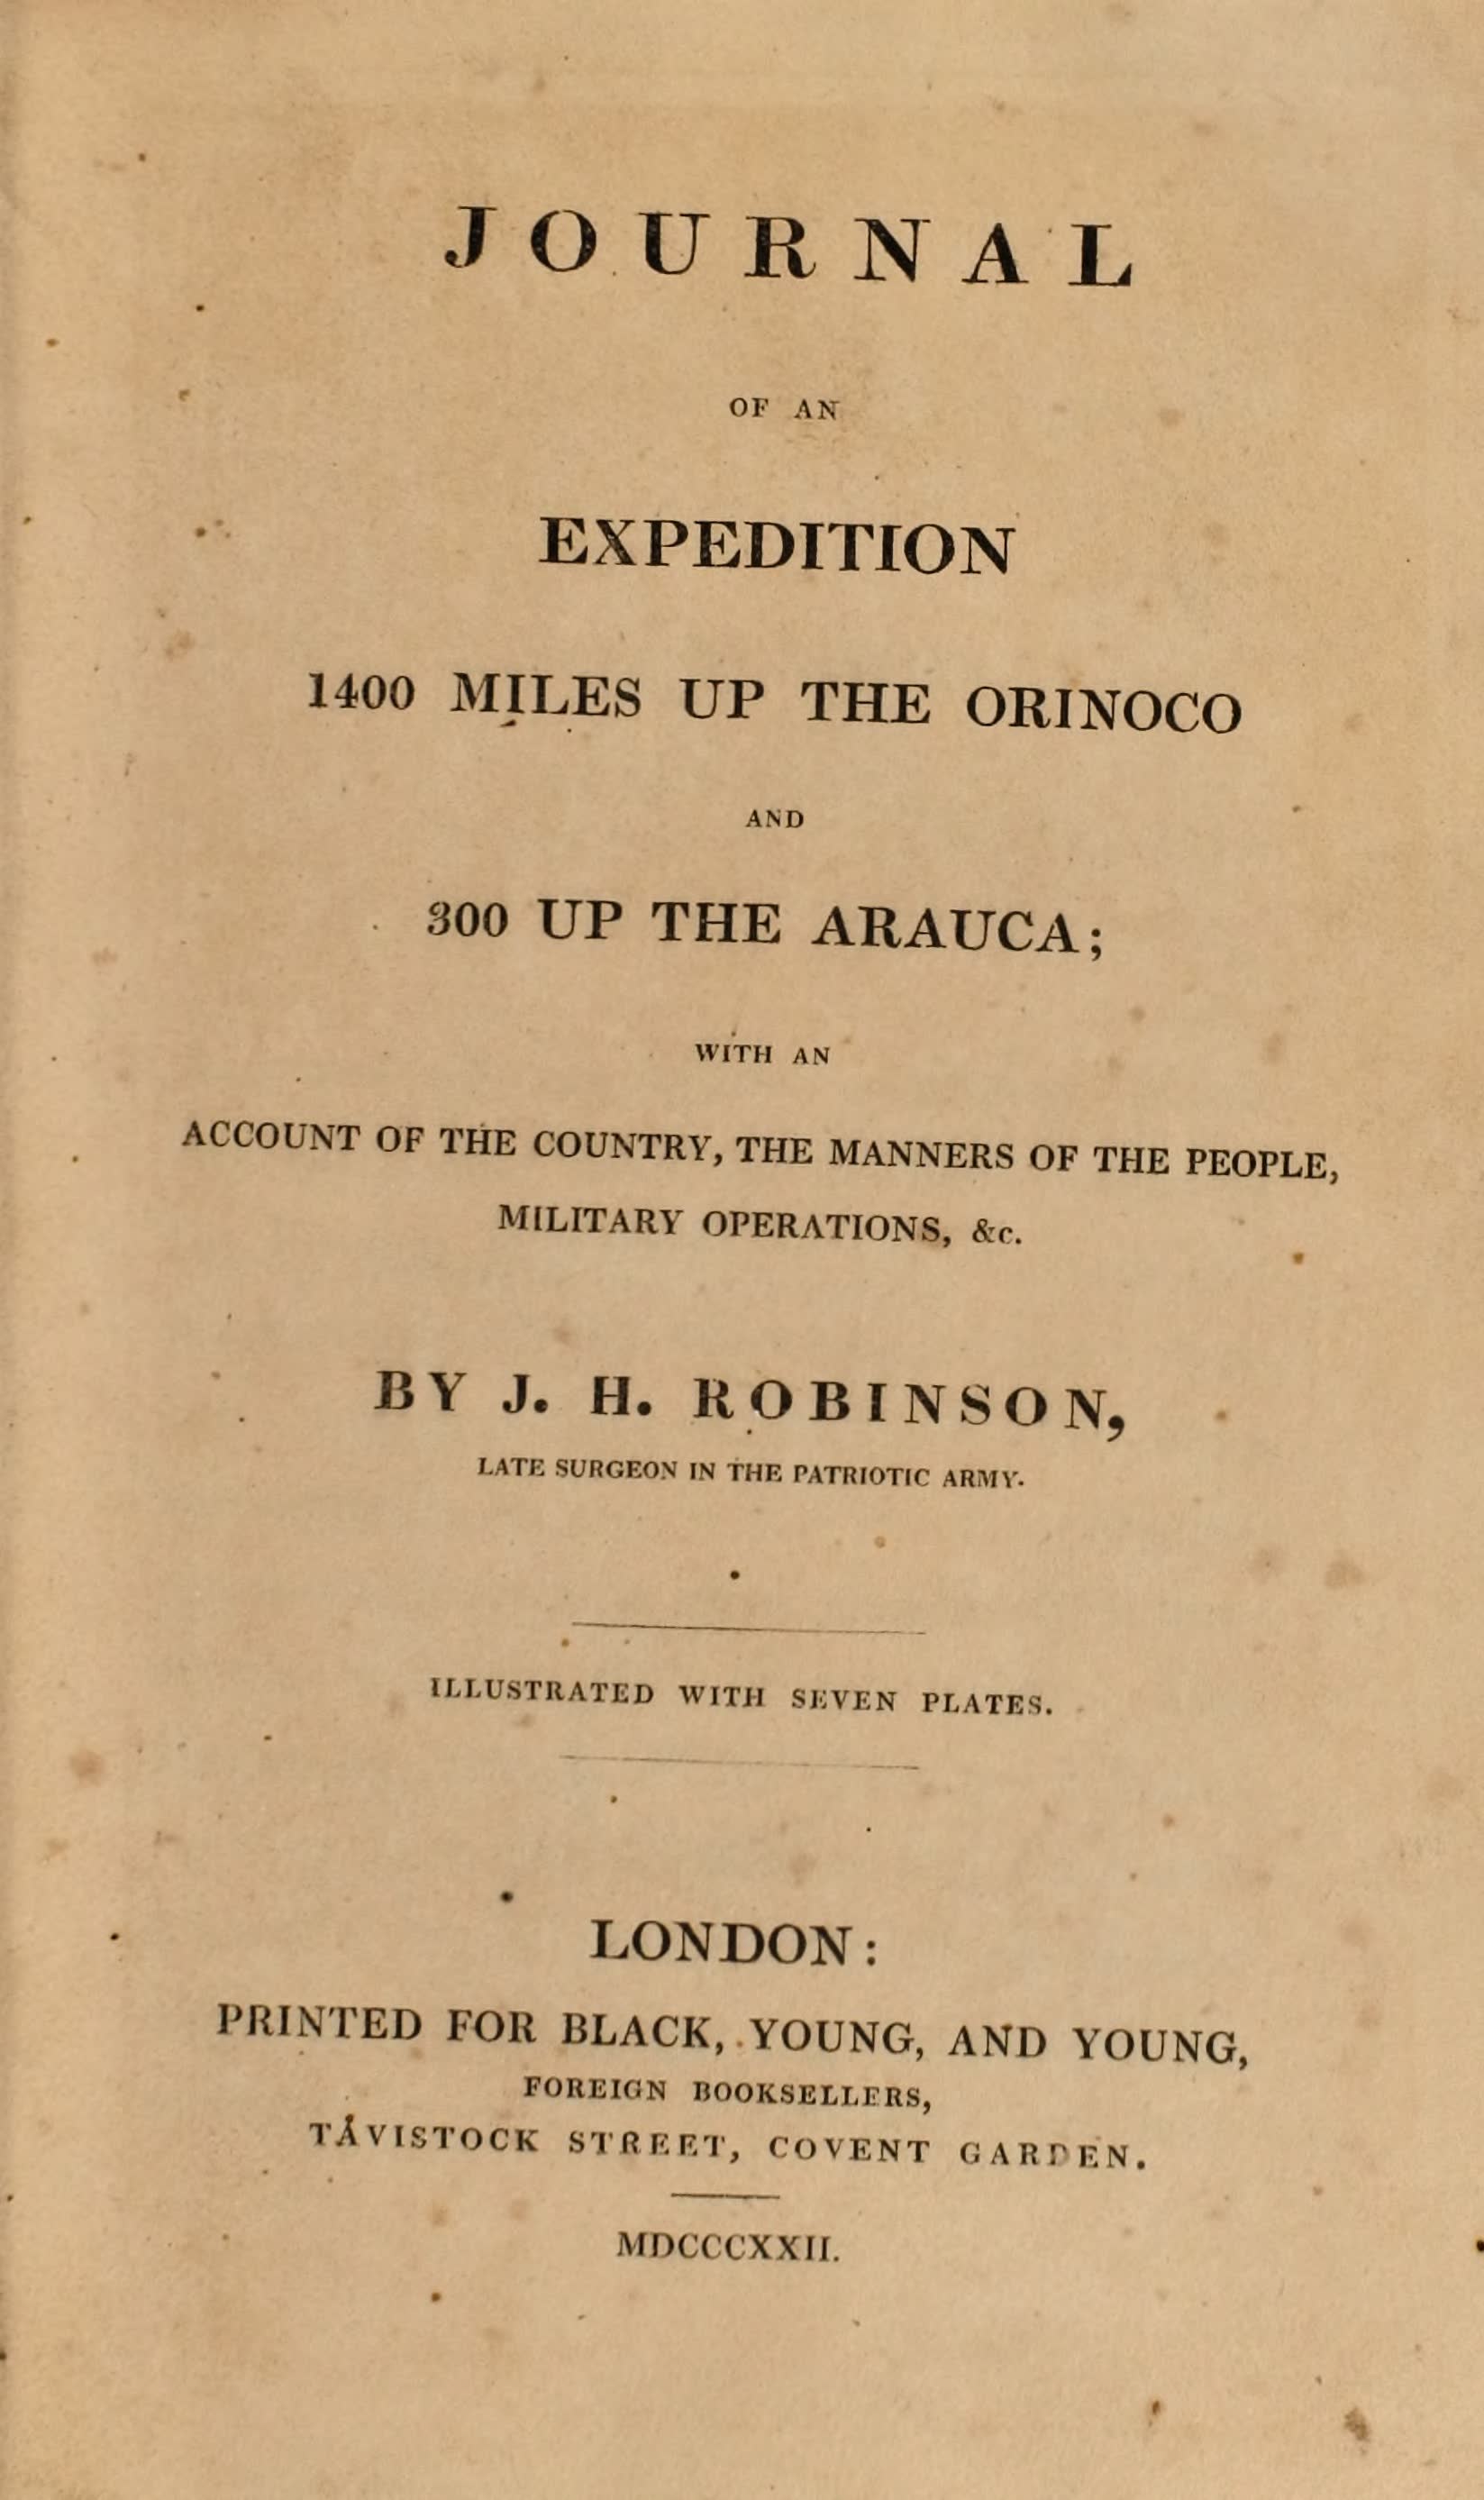 JOURNAL
OF AN
EXPEDITION
1400 MILES UP THE ORINOCO
AND
300 UP THE ARAUCA;
WITH AN
ACCOUNT OF THE COUNTRY, THE MANNERS OF THE PEOPLE,
MILITARY OPERATIONS, &c.
BY J. H. ROBINSON,
LATE SURGEON IN THE PATRIOTIC ARMY.
ILLUSTRATED WITH SEVEN PLATES.
LONDON:
PRINTED FOR BLACK, YOUNG, AND YOUNG,
FOREIGN BOOKSELLERS,
TAVISTOCK STREET, COVENT GARDEN.
MDCCCXXII.